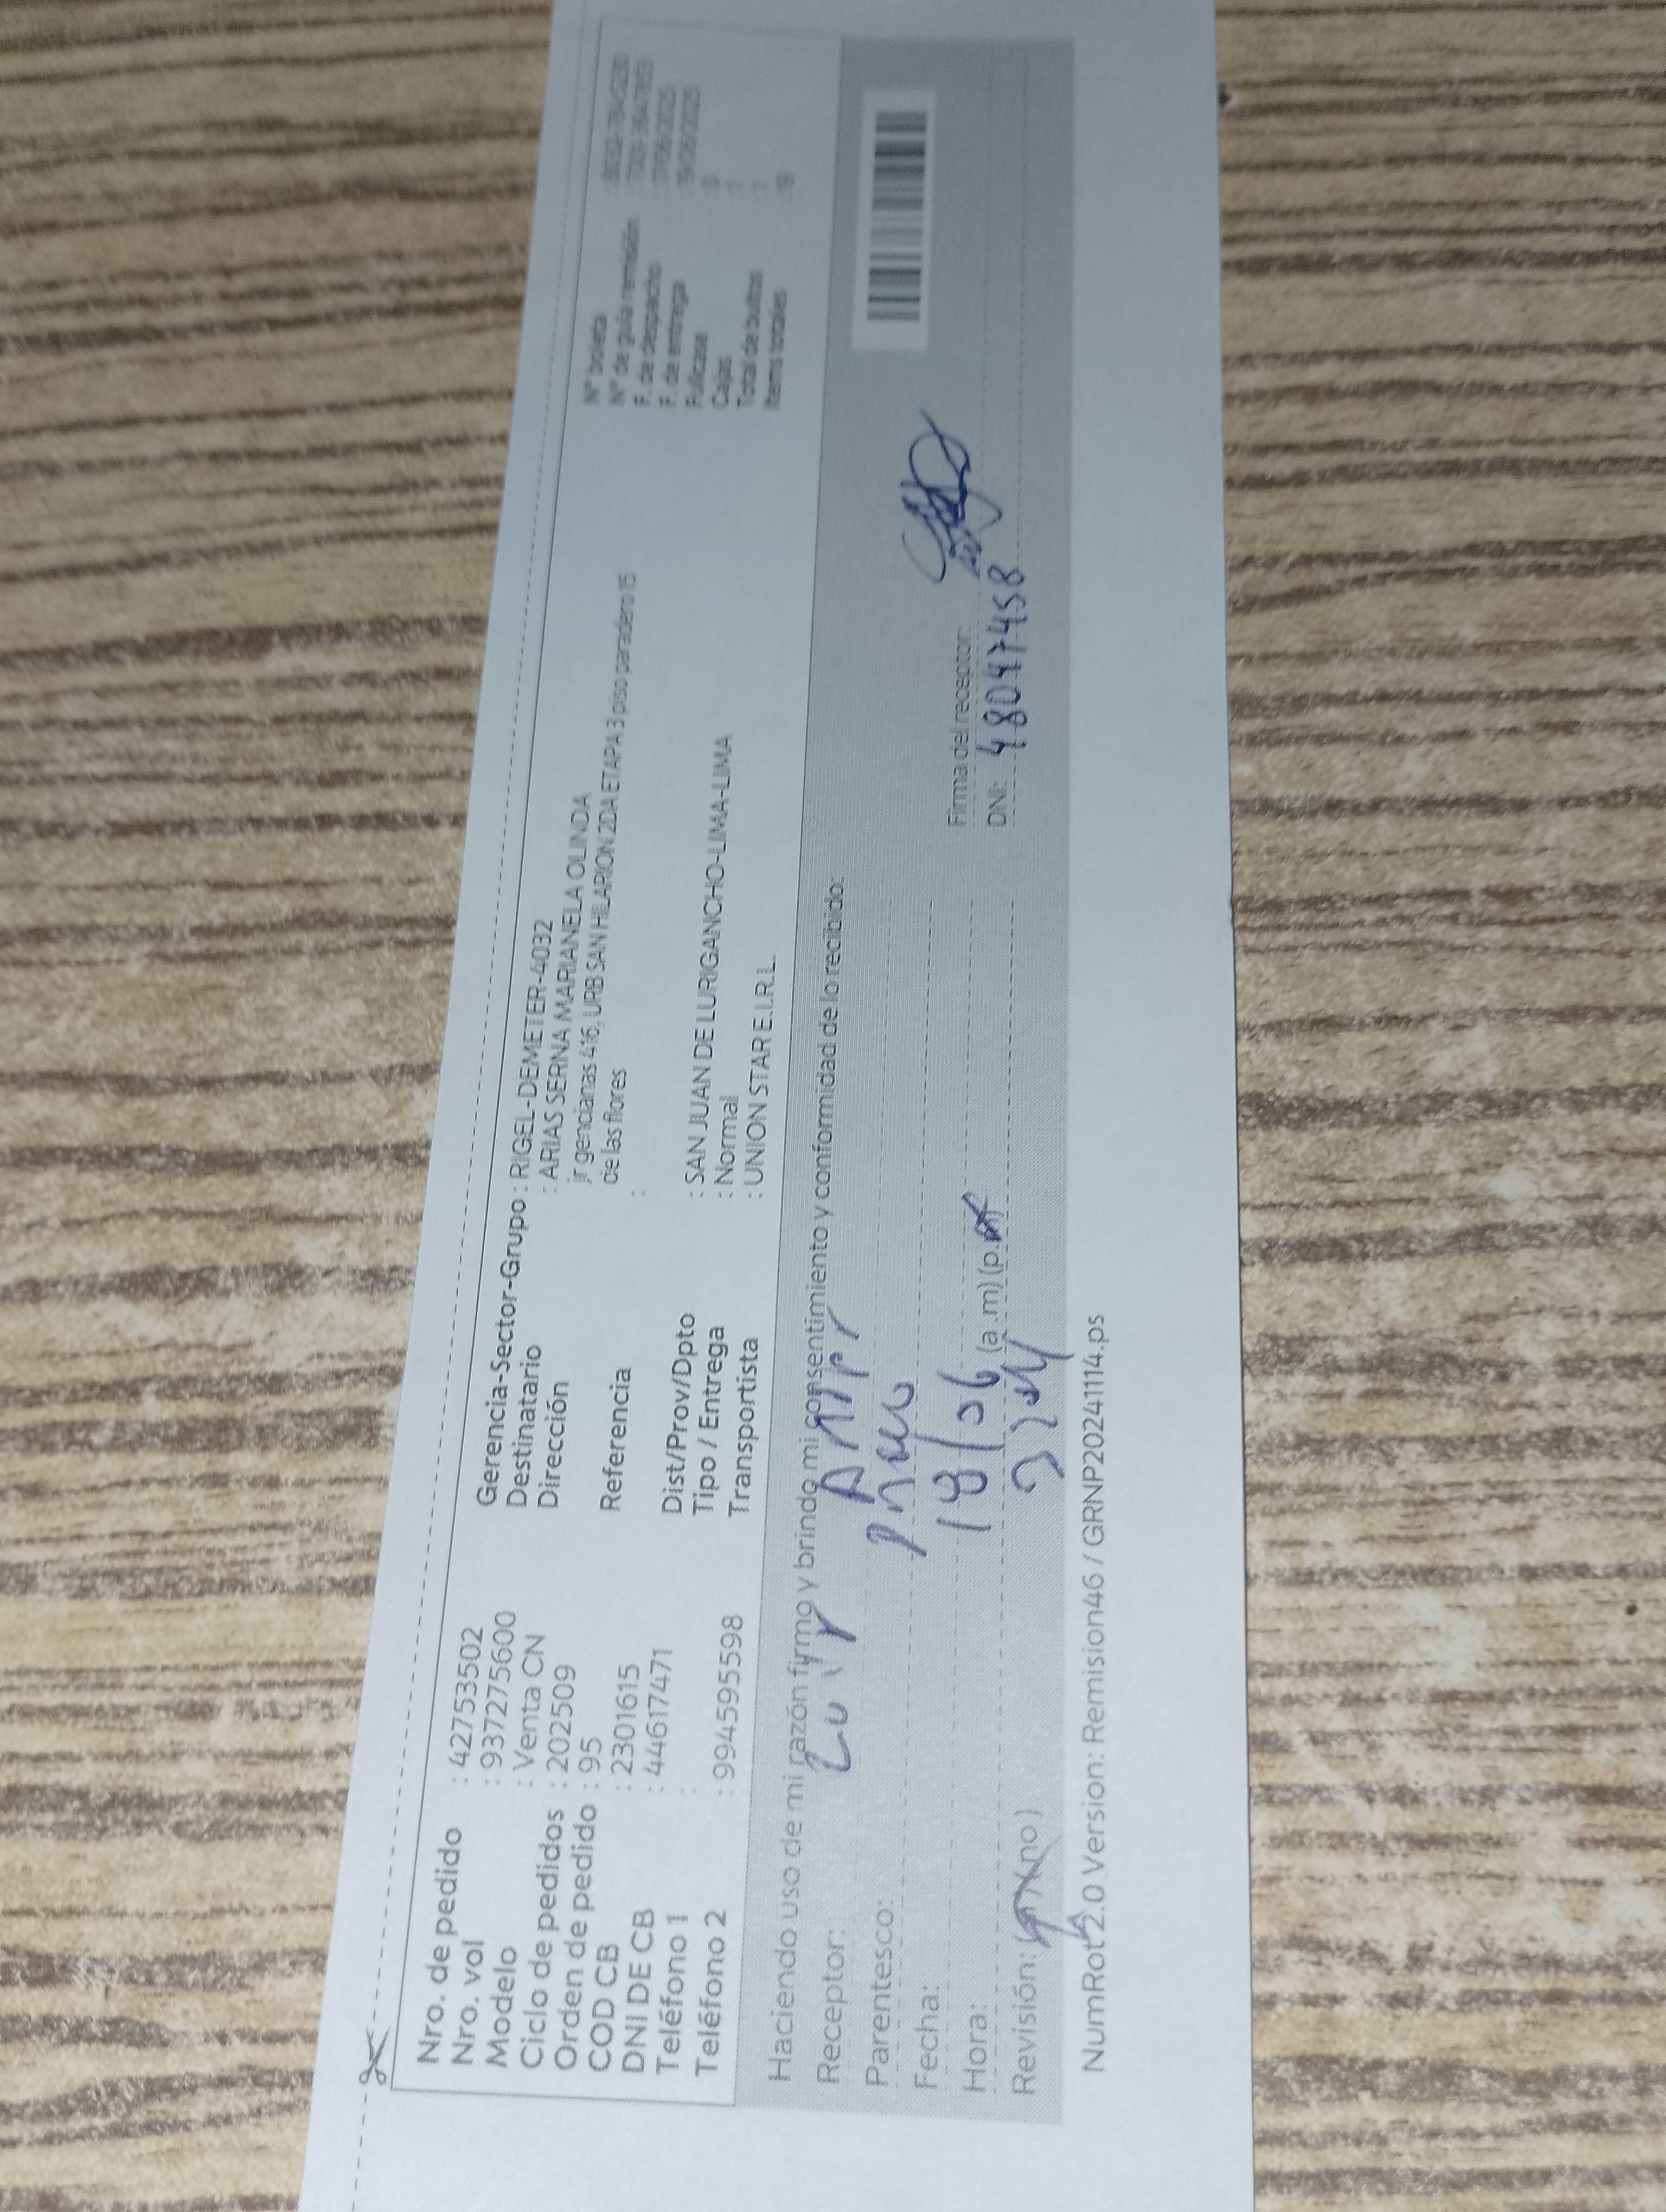 Nro. de pedido : 42753502
Nro. vol : 937275600
Modelo : Venta CN
Ciclo de pedidos : 202509
Orden de pedido : 95
COD CB : 2301615
DNI DE CB : 44617471
Teléfono 1 :
Teléfono 2 : 994595598
Gerencia-Sector-Grupo : RIGEL-DEMETER-4032
Destinatario : ARIAS SERNA MARIANELA OLINDA
Dirección jr gencianas 416, URB SAN HILARION 2DA ETAPA 3 piso paradero 15
de las flores
Referencia :
Dist/Prov/Dpto : SAN JUAN DE LURIGANCHO-LIMA-LIMA
Tipo / Entrega : Normal
Transportista : UNION STAR E.I.R.L.
N° boleta
N° de guía remisión
F. de despacho
F. de entrega
Fullcase
Cajas
Total de bultos
Items totales
Haciendo uso de mi razón firmo y brindo mi consentimiento y conformidad de lo recibido:
Receptor:
Parentesco:
Fecha: 18/06
Hora: (a.m) (p.
Revisión: no)
Firma del receptor:
DNI: 48047458
NumRot 2.0 Version: Remision46 / GRNP20241114.ps